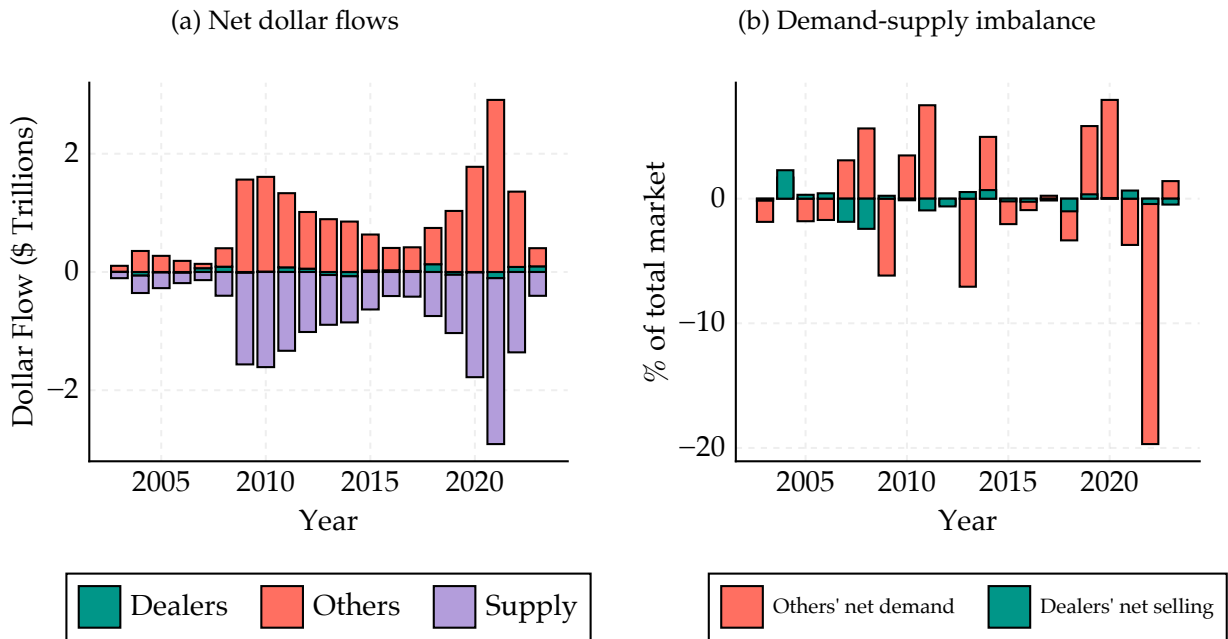 (a) Net dollar flows
Dollar Flow ($ Trillions)
2
0
−2
2005 2010 2015 2020
Year
Dealers Others Supply
(b) Demand-supply imbalance
% of total market
0
−10
−20
2005 2010 2015 2020
Year
Others' net demand Dealers' net selling